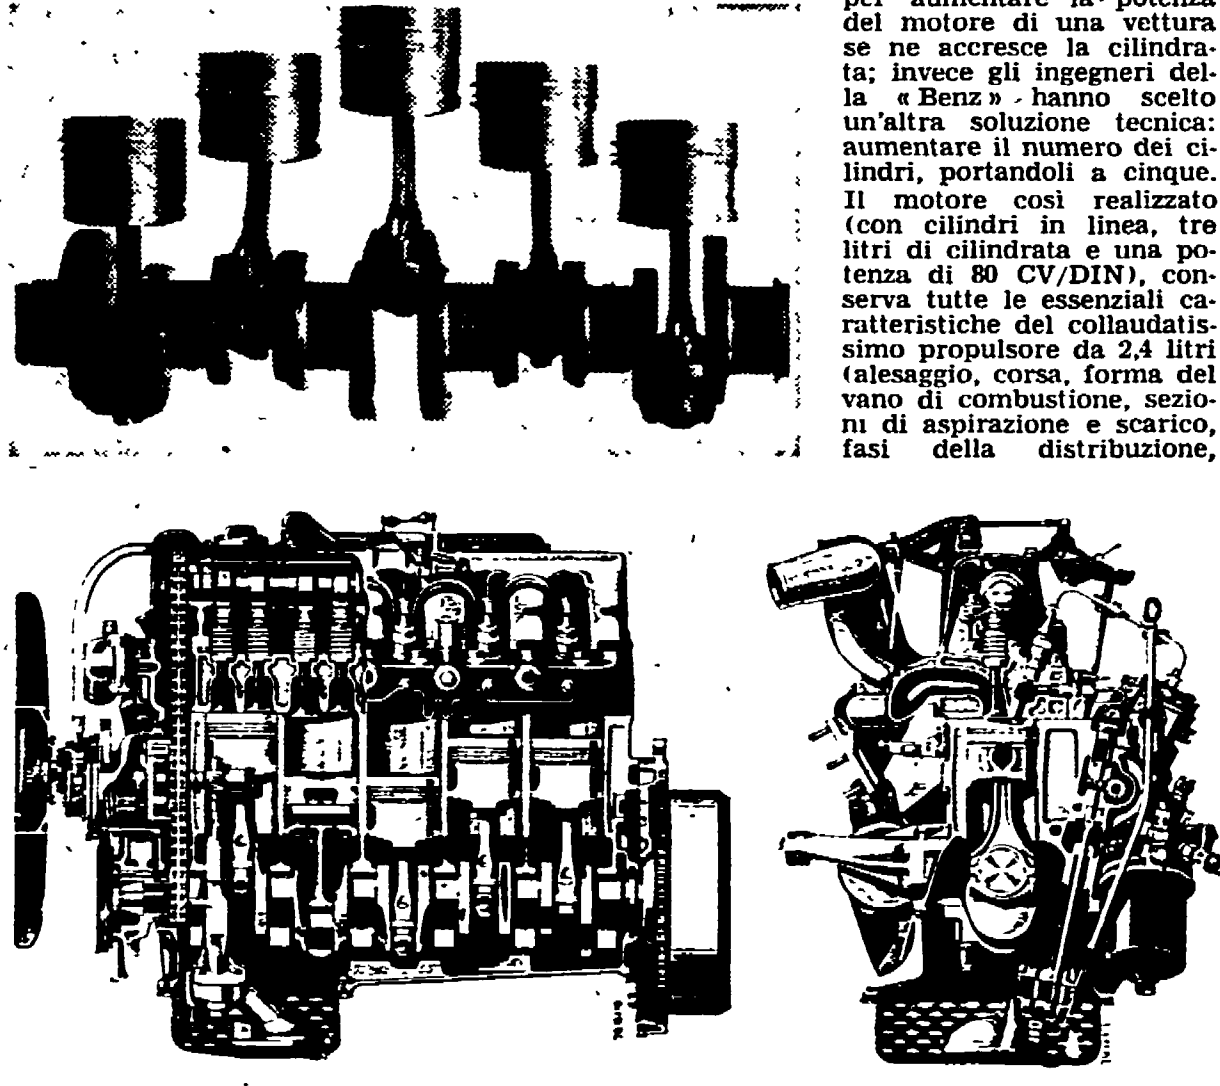 per aumentare la potenza
del motore di una vettura
se ne accresce la cilindra-
ta; invece gli ingegneri del-
la « Benz » hanno scelto
un'altra soluzione tecnica:
aumentare il numero dei ci-
lindri, portandoli a cinque.
Il motore così realizzato
(con cilindri in linea, tre
litri di cilindrata e una po-
tenza di 80 CV/DIN), con-
serva tutte le essenziali ca-
ratteristiche del collaudatis-
simo propulsore da 2,4 litri
(alesaggio, corsa, forma del
vano di combustione, sezio-
ni di aspirazione e scarico,
fasi della distribuzione,